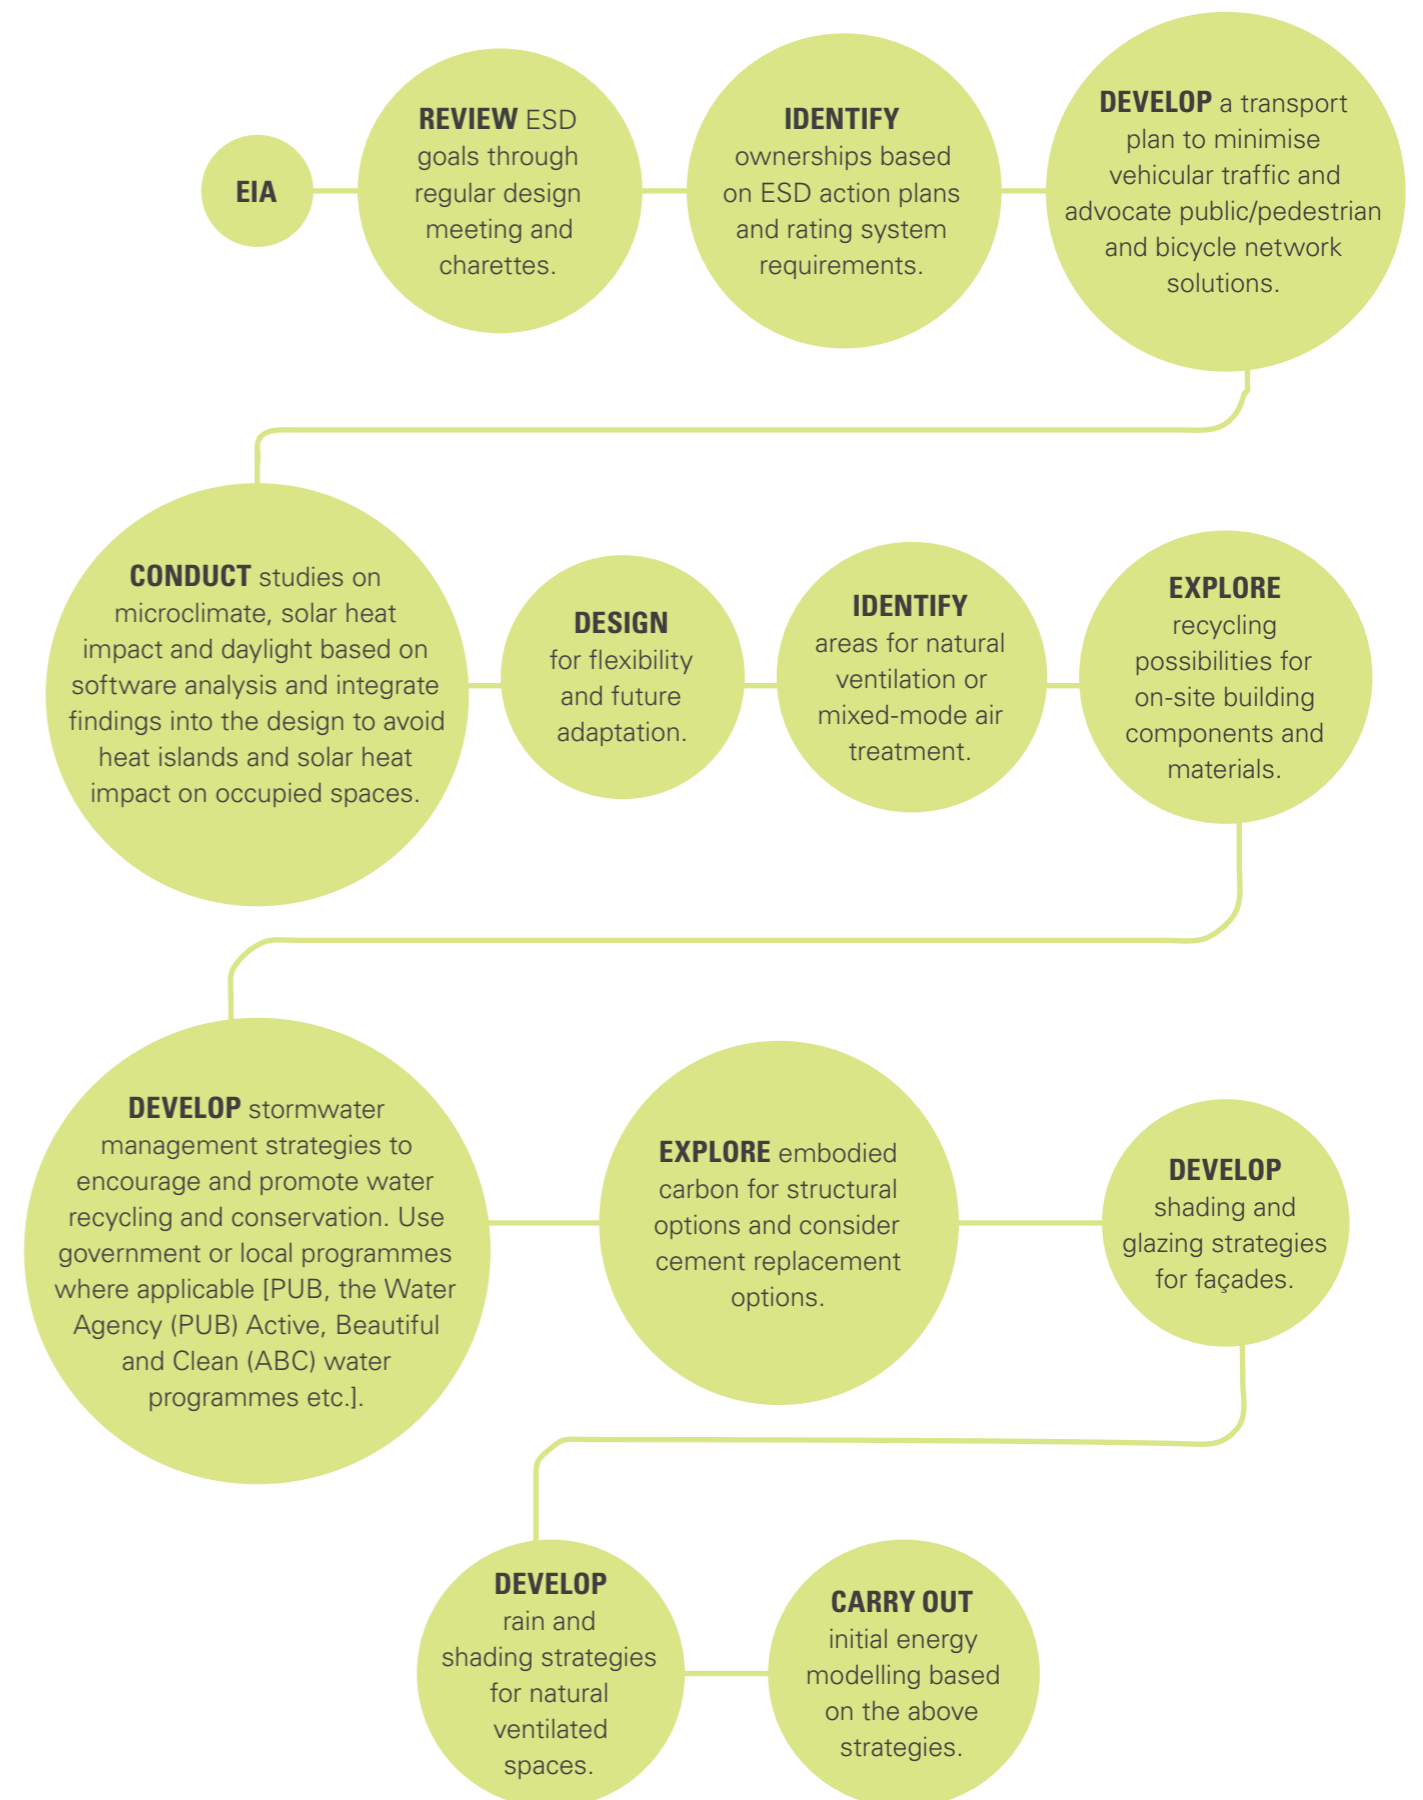 EIA
REVIEW ESD
goals through
regular design
meeting and
charettes.
IDENTIFY
ownerships based
on ESD action plans
and rating system
requirements.
DEVELOP a transport
plan to minimise
vehicular traffic and
advocate public/pedestrian
and bicycle network
solutions.
CONDUCT studies on
microclimate, solar heat
impact and daylight based on
software analysis and integrate
findings into the design to avoid
heat islands and solar heat
impact on occupied spaces.
DESIGN
for flexibility
and future
adaptation.
IDENTIFY
areas for natural
ventilation or
mixed-mode air
treatment.
EXPLORE
recycling
possibilities for
on-site building
components and
materials.
DEVELOP stormwater
management strategies to
encourage and promote water
recycling and conservation. Use
government or local programmes
where applicable [PUB, the Water
Agency (PUB) Active, Beautiful
and Clean (ABC) water
programmes etc.].
EXPLORE embodied
carbon for structural
options and consider
cement replacement
options.
DEVELOP
shading and
glazing strategies
for façades.
DEVELOP
rain and
shading strategies
for natural
ventilated
spaces.
CARRY OUT
initial energy
modelling based
on the above
strategies.